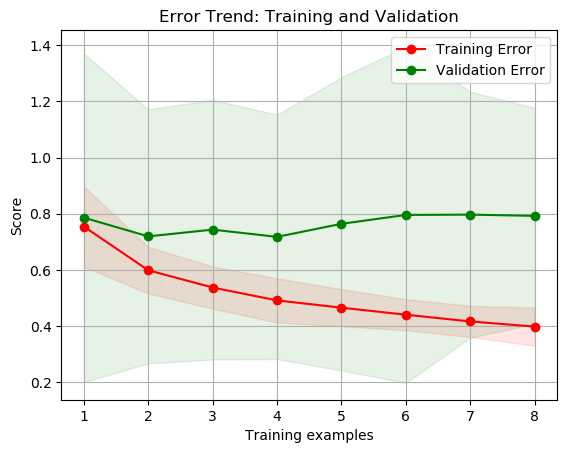 Error Trend: Training and Validation
Training Error
Validation Error
Score
1.4
1.2
1.0
0.8
0.6
0.4
0.2
1 2 3 4 5 6 7 8
Training examples